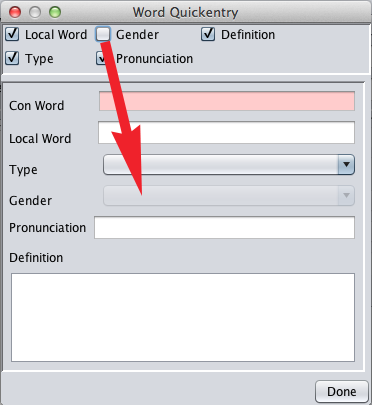 Word Quickentry
Local Word Gender Definition
Type Pronunciation
Con Word
Local Word
Type
Gender
Pronunciation
Definition
Done